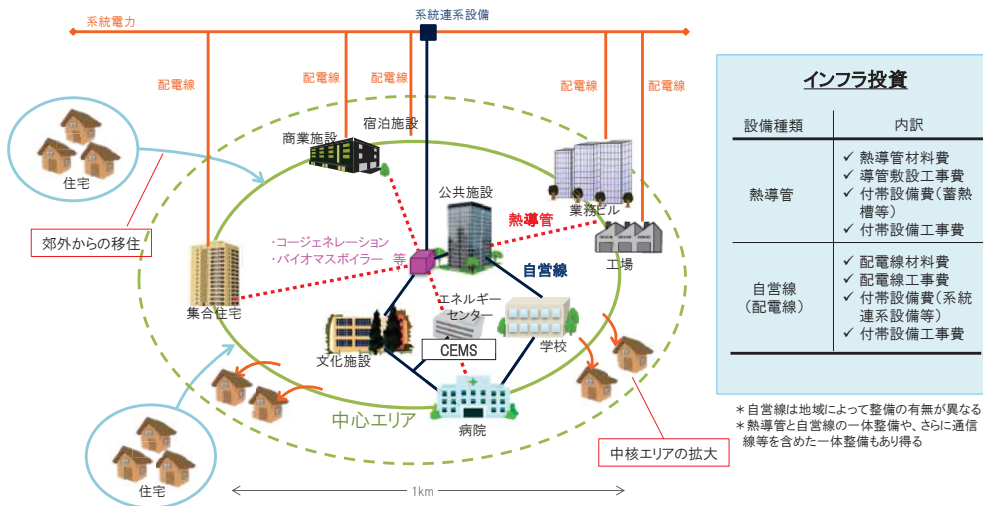 系統連系設備
系統電力
配電線
配電線
配電線
配電線
配電線
宿泊施設
商業施設
住宅
公共施設
業務ビル
熱導管
郊外からの移住
・コージェネレーション
・バイオマスボイラー 等
工場
自営線
集合住宅
エネルギー
センター
文化施設
CEMS
学校
中心エリア
病院
中核エリアの拡大
住宅
1km
インフラ投資
設備種類
内訳
熱導管
✓ 熱導管材料費
✓ 導管敷設工事費
✓ 付帯設備費(蓄熱
槽等)
✓ 付帯設備工事費
自営線
(配電線)
✓ 配電線材料費
✓ 配電線工事費
✓ 付帯設備費(系統
連系設備等)
✓ 付帯設備工事費
＊自営線は地域によって整備の有無が異なる
＊熱導管と自営線の一体整備や、さらに通信
線等を含めた一体整備もあり得る